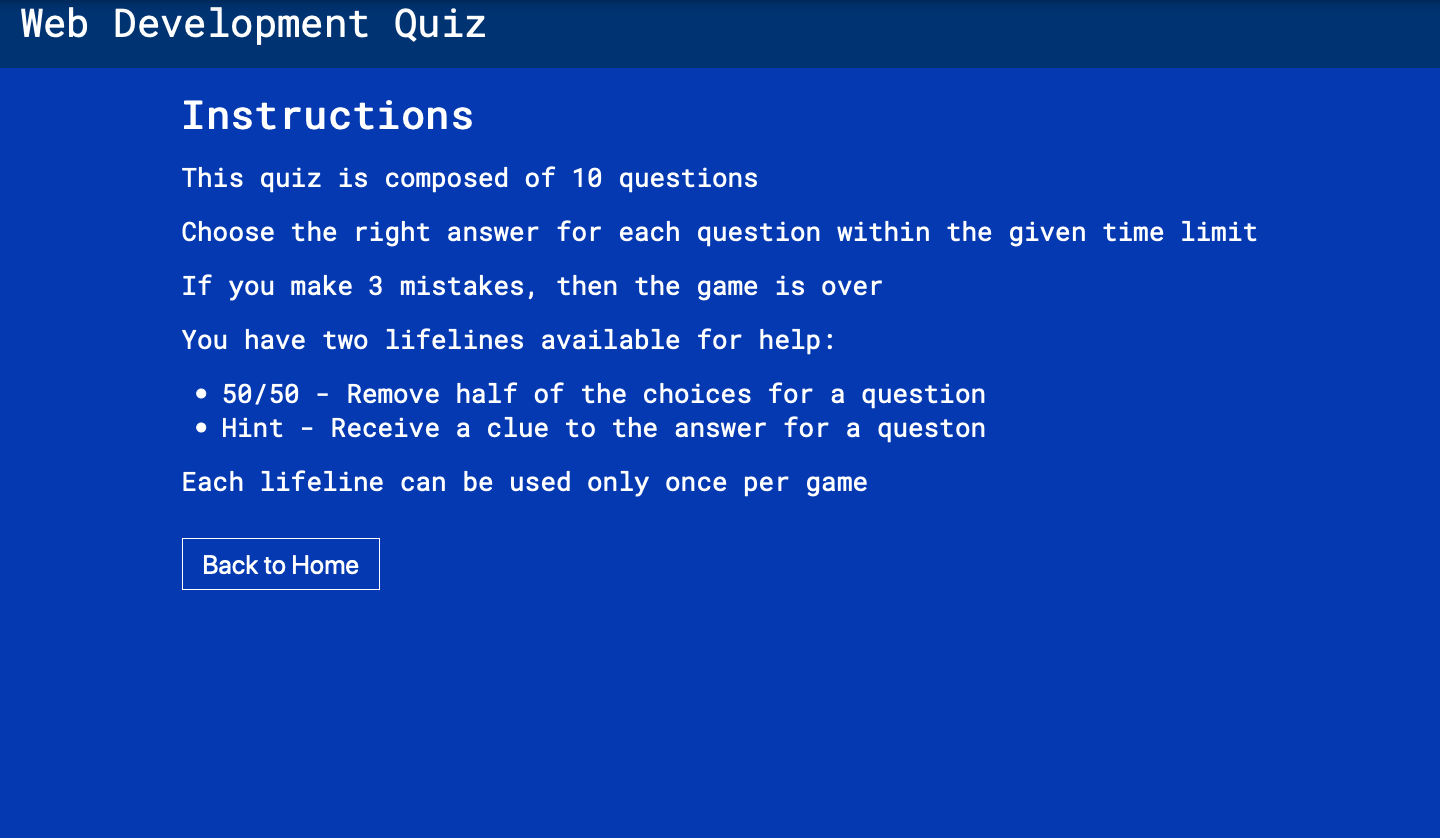 Web Development Quiz
Instructions
This quiz is composed of 10 questions
Choose the right answer for each question within the given time limit
If you make 3 mistakes, then the game is over
You have two lifelines available for help:
• 50/50 - Remove half of the choices for a question
• Hint - Receive a clue to the answer for a queston
Each lifeline can be used only once per game
Back to Home